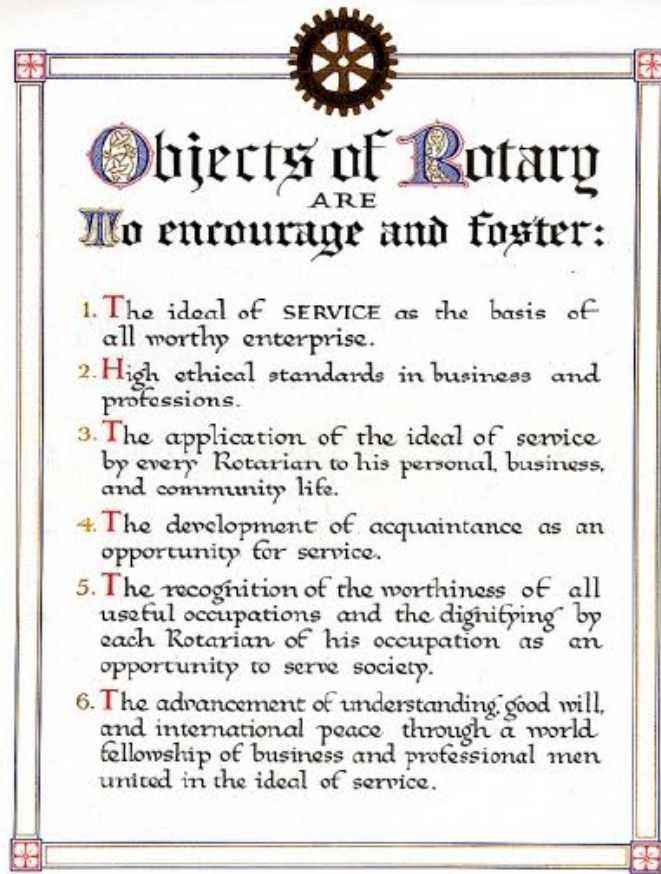 Objects of Rotary
ARE
To encourage and foster:
1. The ideal of SERVICE as the basis of
all worthy enterprise.
2. High ethical standards in business and
professions.
3. The application of the ideal of service
by every Rotarian to his personal, business,
and community life.
4. The development of acquaintance as an
opportunity for service.
5. The recognition of the worthiness of all
useful occupations and the dignifying by
each Rotarian of his occupation as an
opportunity to serve society.
6. The advancement of understanding, good will,
and international peace through a world
fellowship of business and professional men
united in the ideal of service.